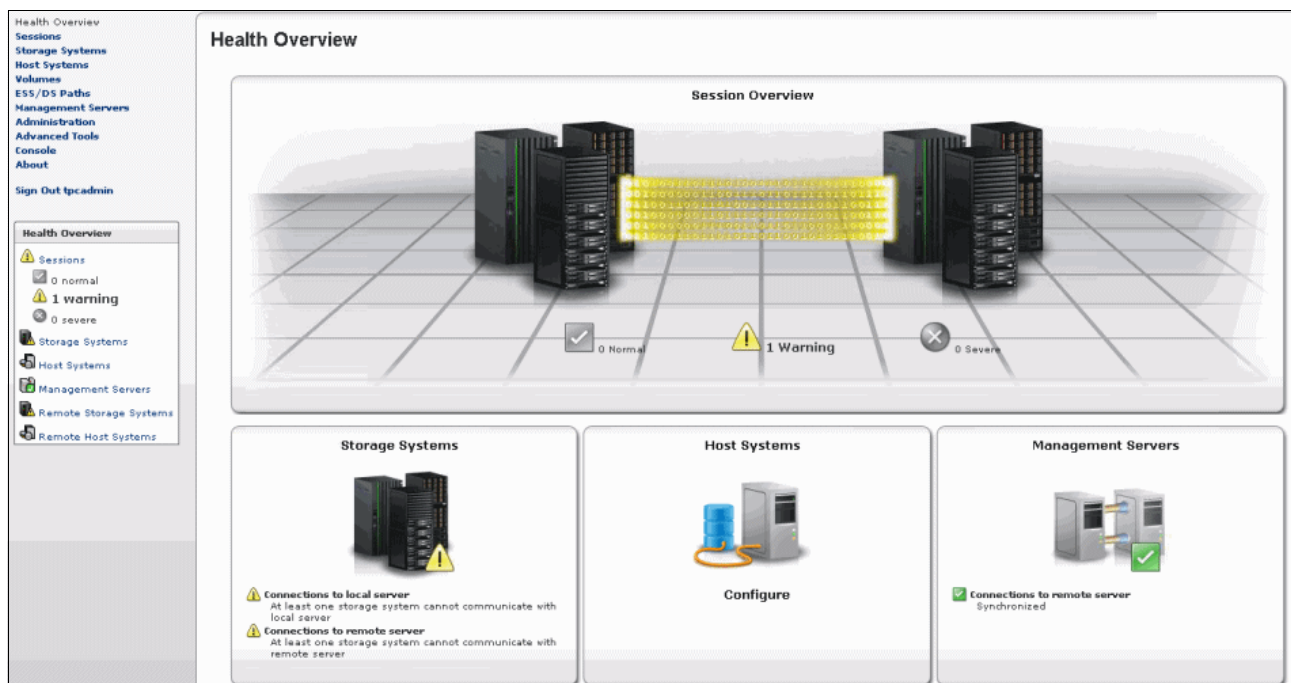 Health Overview
Sessions
Storage Systems
Host Systems
Volumes
ESS/DS Paths
Management Servers
Administration
Advanced Tools
Console
About
Sign Out tpcadmin
Health Overview
Sessions
0 normal
1 warning
0 severe
Storage Systems
Host Systems
Management Servers
Remote Storage Systems
Remote Host Systems
Health Overview
Session Overview
0 Normal
1 Warning
0 Severe
Storage Systems
Connections to local server
At least one storage system cannot communicate with
local server
Connections to remote server
At least one storage system cannot communicate with
remote server
Host Systems
Configure
Management Servers
Connections to remote server
Synchronized